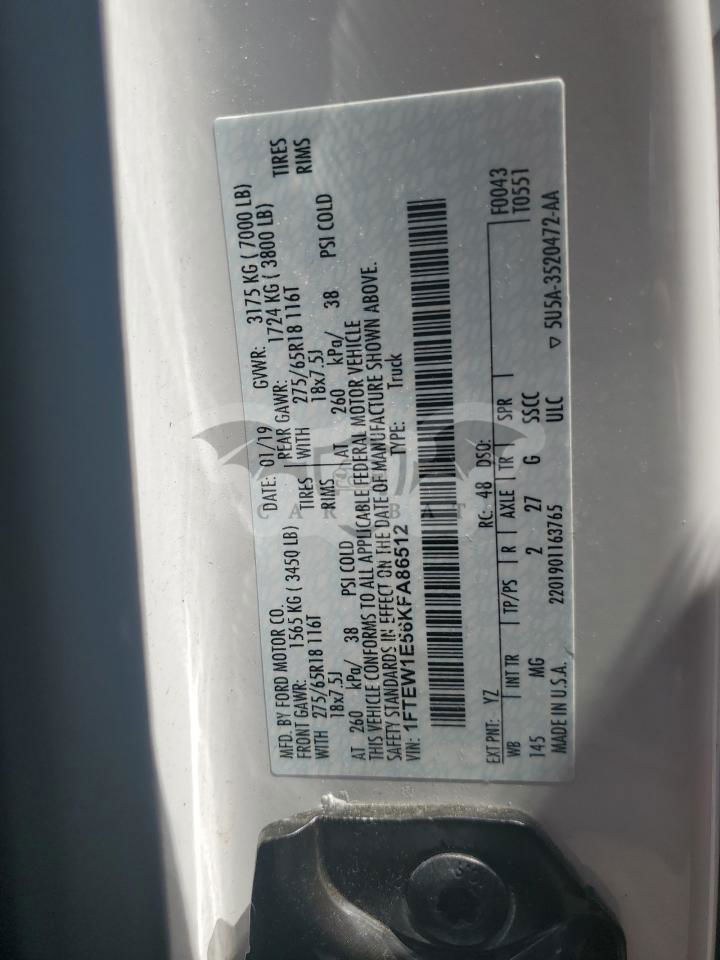 MFD. BY FORD MOTOR CO. DATE: 01/19 GVWR: 3175 KG ( 7000 LB)
FRONT GAWR: 1565 KG ( 3450 LB) REAR GAWR: 1724 KG ( 3800 LB)
WITH 275/65R18 116T TIRES WITH 275/65R18 116T TIRES
18x7.5J RIMS 18x7.5J RIMS
AT 260 kPa/ 38 PSI COLD AT 260 kPa/ 38 PSI COLD
THIS VEHICLE CONFORMS TO ALL APPLICABLE FEDERAL MOTOR VEHICLE
SAFETY STANDARDS IN EFFECT ON THE DATE OF MANUFACTURE SHOWN ABOVE.
VIN: 1FTEW1E56KFA86512 TYPE: Truck
EXT PNT: YZ RC: 48 DSO: F0043
WB INT TR TP/PS R AXLE TR SPR T0551
145 MG 2 27 G SSCC
MADE IN U.S.A. 2201901163765 ULC ▽ 5U5A-3520472-AA
CAR BAT